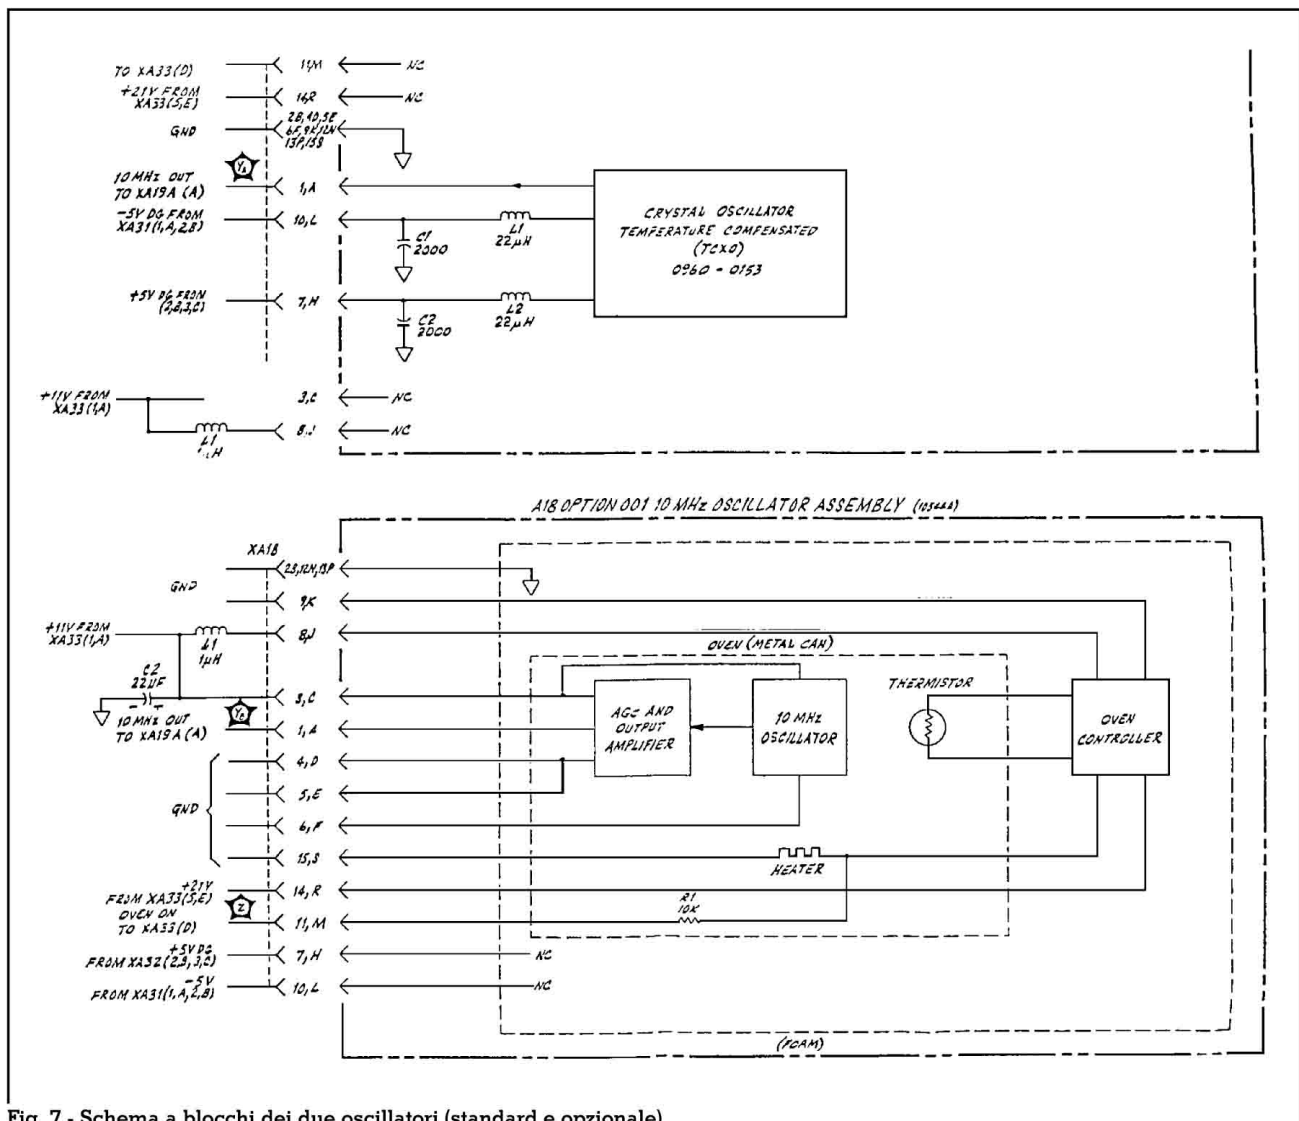 TO XA33(D)
11,M
NC
+21V FROM
XA33(5,E)
14,R
NC
GND
2B,4D,5E
6F,9K,12N
13P,15S
10 MHz OUT
TO XA19A (A)
YA
1,A
-5V DG FROM
XA31(1,A,2,B)
10,L
C1
2000
L1
22µH
CRYSTAL OSCILLATOR
TEMPERATURE COMPENSATED
(TCXO)
0960 - 0153
+5V DG FROM
(2,B,3,C)
7,H
C2
2000
L2
22µH
+11V FROM
XA33(1,A)
3,C
NC
L1
8,J
NC
A18 OPTION 001 10 MHz OSCILLATOR ASSEMBLY (10544A)
XA18
GND
2B,12N,13P
9,K
+11V FROM
XA33(1,A)
L1
1µH
8,J
OVEN (METAL CAN)
C2
22UF
3,C
10 MHz OUT
TO XA19A (A)
1,A
AGC AND
OUTPUT
AMPLIFIER
10 MHz
OSCILLATOR
THERMISTOR
OVEN
CONTROLLER
GND
4,D
5,E
6,F
15,S
HEATER
+21V
FROM XA33(5,E)
14,R
OVEN ON
TO XA33(D)
Z
11,M
R1
10K
+5V DG
FROM XA32(2,B,3,C)
7,H
NC
-5V
FROM XA31(1,A,2,B)
10,L
NC
(FOAM)
Fig. 7 - Schema a blocchi dei due oscillatori (standard e opzionale)